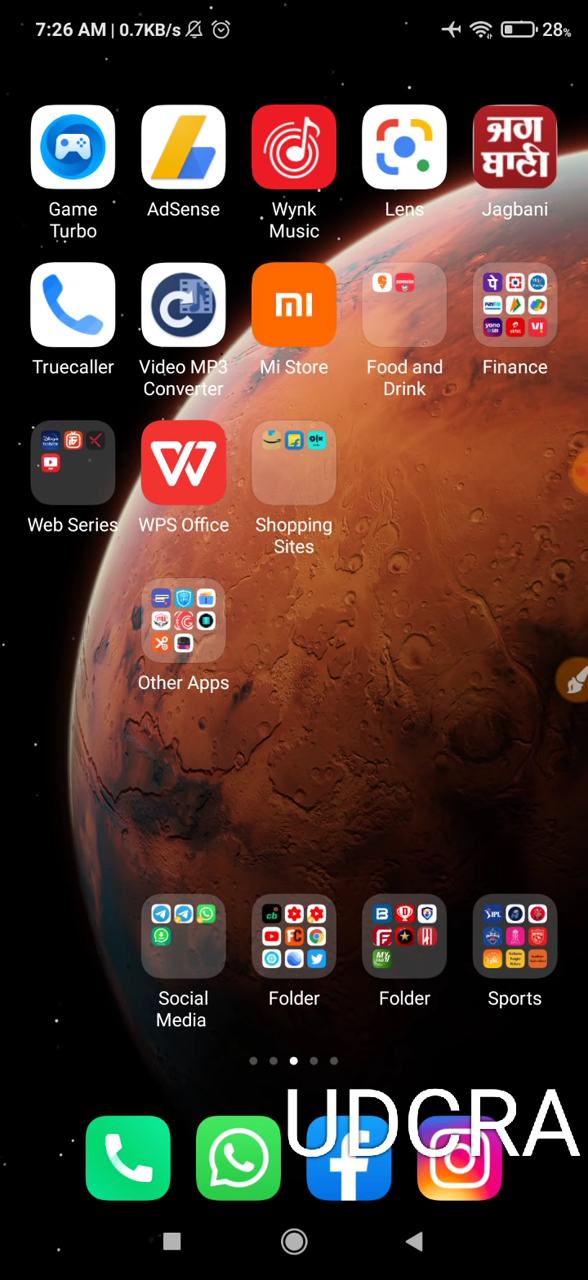 7:26 AM | 0.7KB/s 28%
Game Turbo
AdSense
Wynk Music
Lens
Jagbani
ਜਗ
ਬਾਣੀ
Truecaller
Video MP3 Converter
Mi Store
Food and Drink
Finance
Web Series
WPS Office
Shopping Sites
Other Apps
Social Media
Folder
Folder
Sports
UDCRA